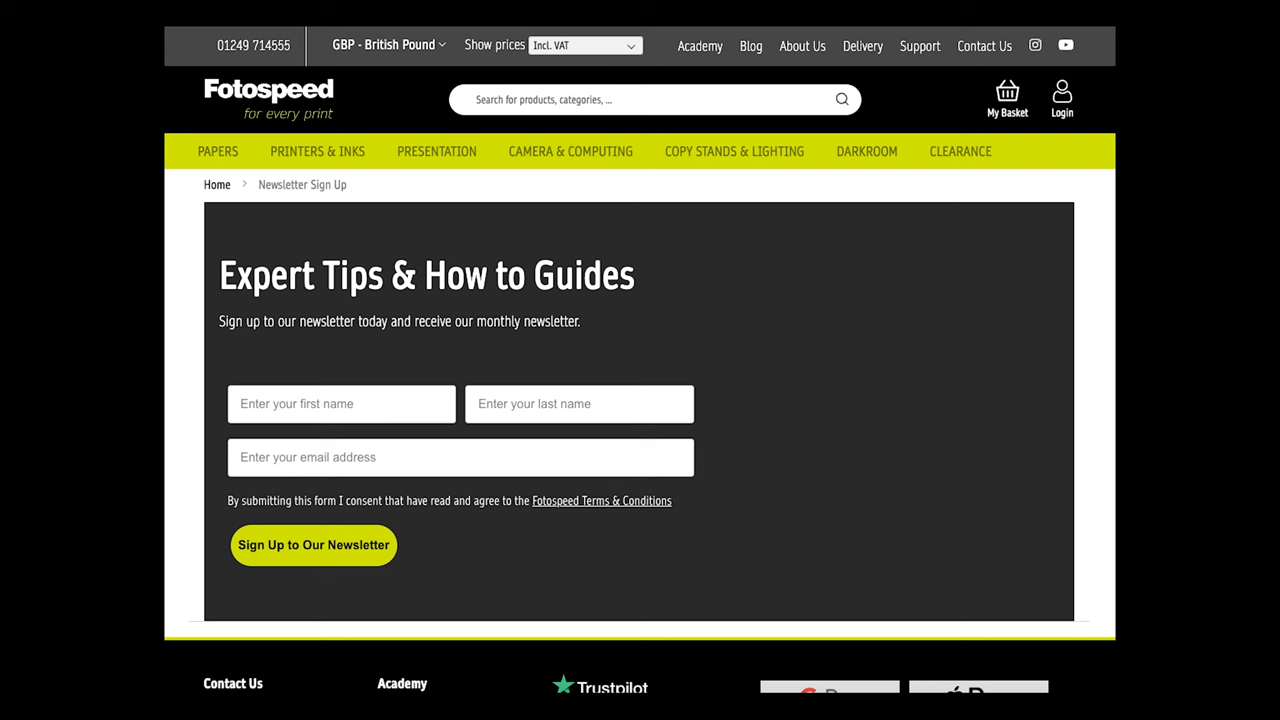 01249 714555
GBP - British Pound
Show prices
Incl. VAT
Academy
Blog
About Us
Delivery
Support
Contact Us
Fotospeed
for every print
Search for products, categories, ...
My Basket
Login
PAPERS
PRINTERS & INKS
PRESENTATION
CAMERA & COMPUTING
COPY STANDS & LIGHTING
DARKROOM
CLEARANCE
Home
Newsletter Sign Up
Expert Tips & How to Guides
Sign up to our newsletter today and receive our monthly newsletter.
Enter your first name
Enter your last name
Enter your email address
By submitting this form I consent that have read and agree to the Fotospeed Terms & Conditions
Sign Up to Our Newsletter
Contact Us
Academy
Trustpilot